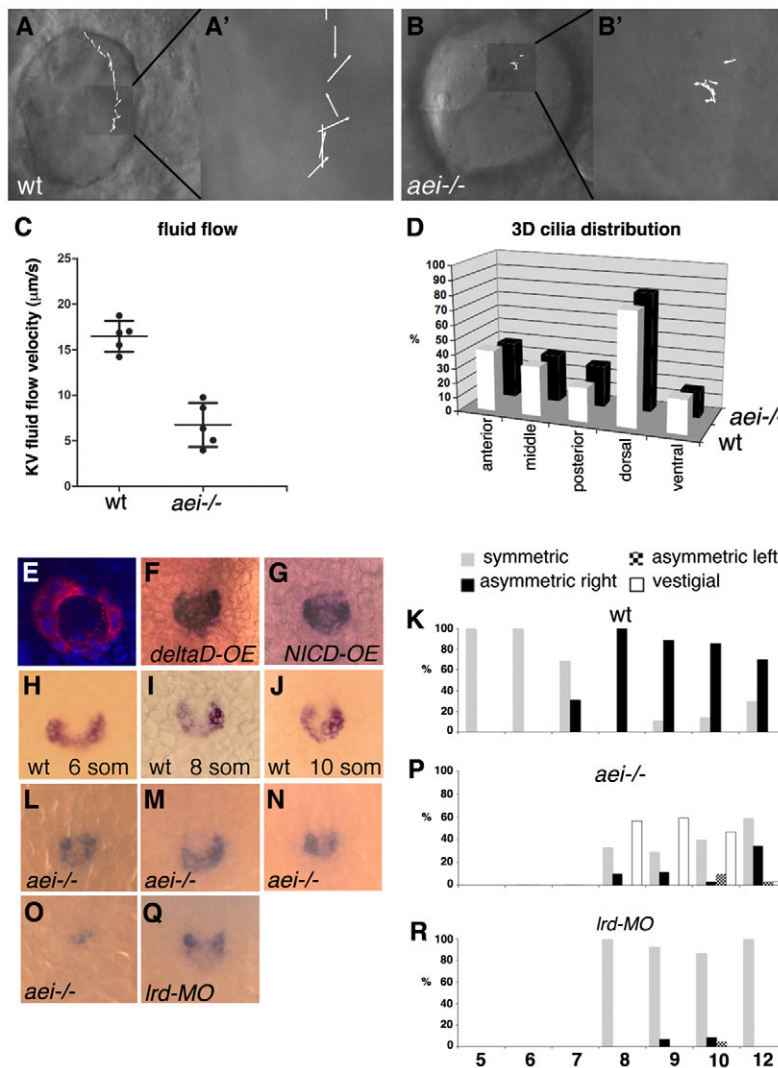 A
A'
B
B'
wt
aei-/-
C
fluid flow
KV fluid flow velocity (µm/s)
25
20
15
10
5
0
wt
aei-/-
D
3D cilia distribution
%
100
90
80
70
60
50
40
30
20
10
0
anterior
middle
posterior
dorsal
ventral
aei-/-
wt
E
F
deltaD-OE
G
NICD-OE
H
wt 6 som
I
wt 8 som
J
wt 10 som
L
aei-/-
M
aei-/-
N
aei-/-
O
aei-/-
Q
lrd-MO
symmetric
asymmetric left
asymmetric right
vestigial
K
wt
100
%
80
60
40
20
0
P
aei-/-
100
%
80
60
40
20
0
R
lrd-MO
100
%
80
60
40
20
0
5 6 7 8 9 10 12